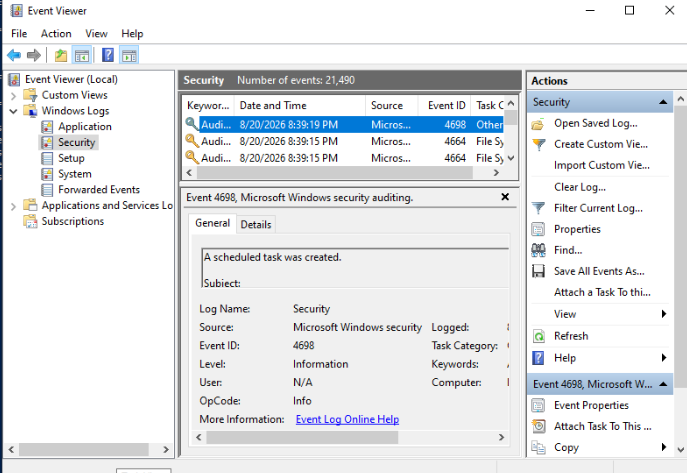 Event Viewer
File Action View Help
Event Viewer (Local)
Custom Views
Windows Logs
Application
Security
Setup
System
Forwarded Events
Applications and Services Lo
Subscriptions
Security Number of events: 21,490
Keywor... Date and Time Source Event ID Task C
Audi... 8/20/2026 8:39:19 PM Micros... 4698 Other
Audi... 8/20/2026 8:39:15 PM Micros... 4664 File Sy
Audi... 8/20/2026 8:39:15 PM Micros... 4664 File Sy
Event 4698, Microsoft Windows security auditing.
General Details
A scheduled task was created.
Subject:
Log Name: Security
Source: Microsoft Windows security Logged:
Event ID: 4698 Task Category:
Level: Information Keywords:
User: N/A Computer:
OpCode: Info
More Information: Event Log Online Help
Actions
Security
Open Saved Log...
Create Custom Vie...
Import Custom Vie...
Clear Log...
Filter Current Log...
Properties
Find...
Save All Events As...
Attach a Task To thi...
View
Refresh
Help
Event 4698, Microsoft W...
Event Properties
Attach Task To This ...
Copy